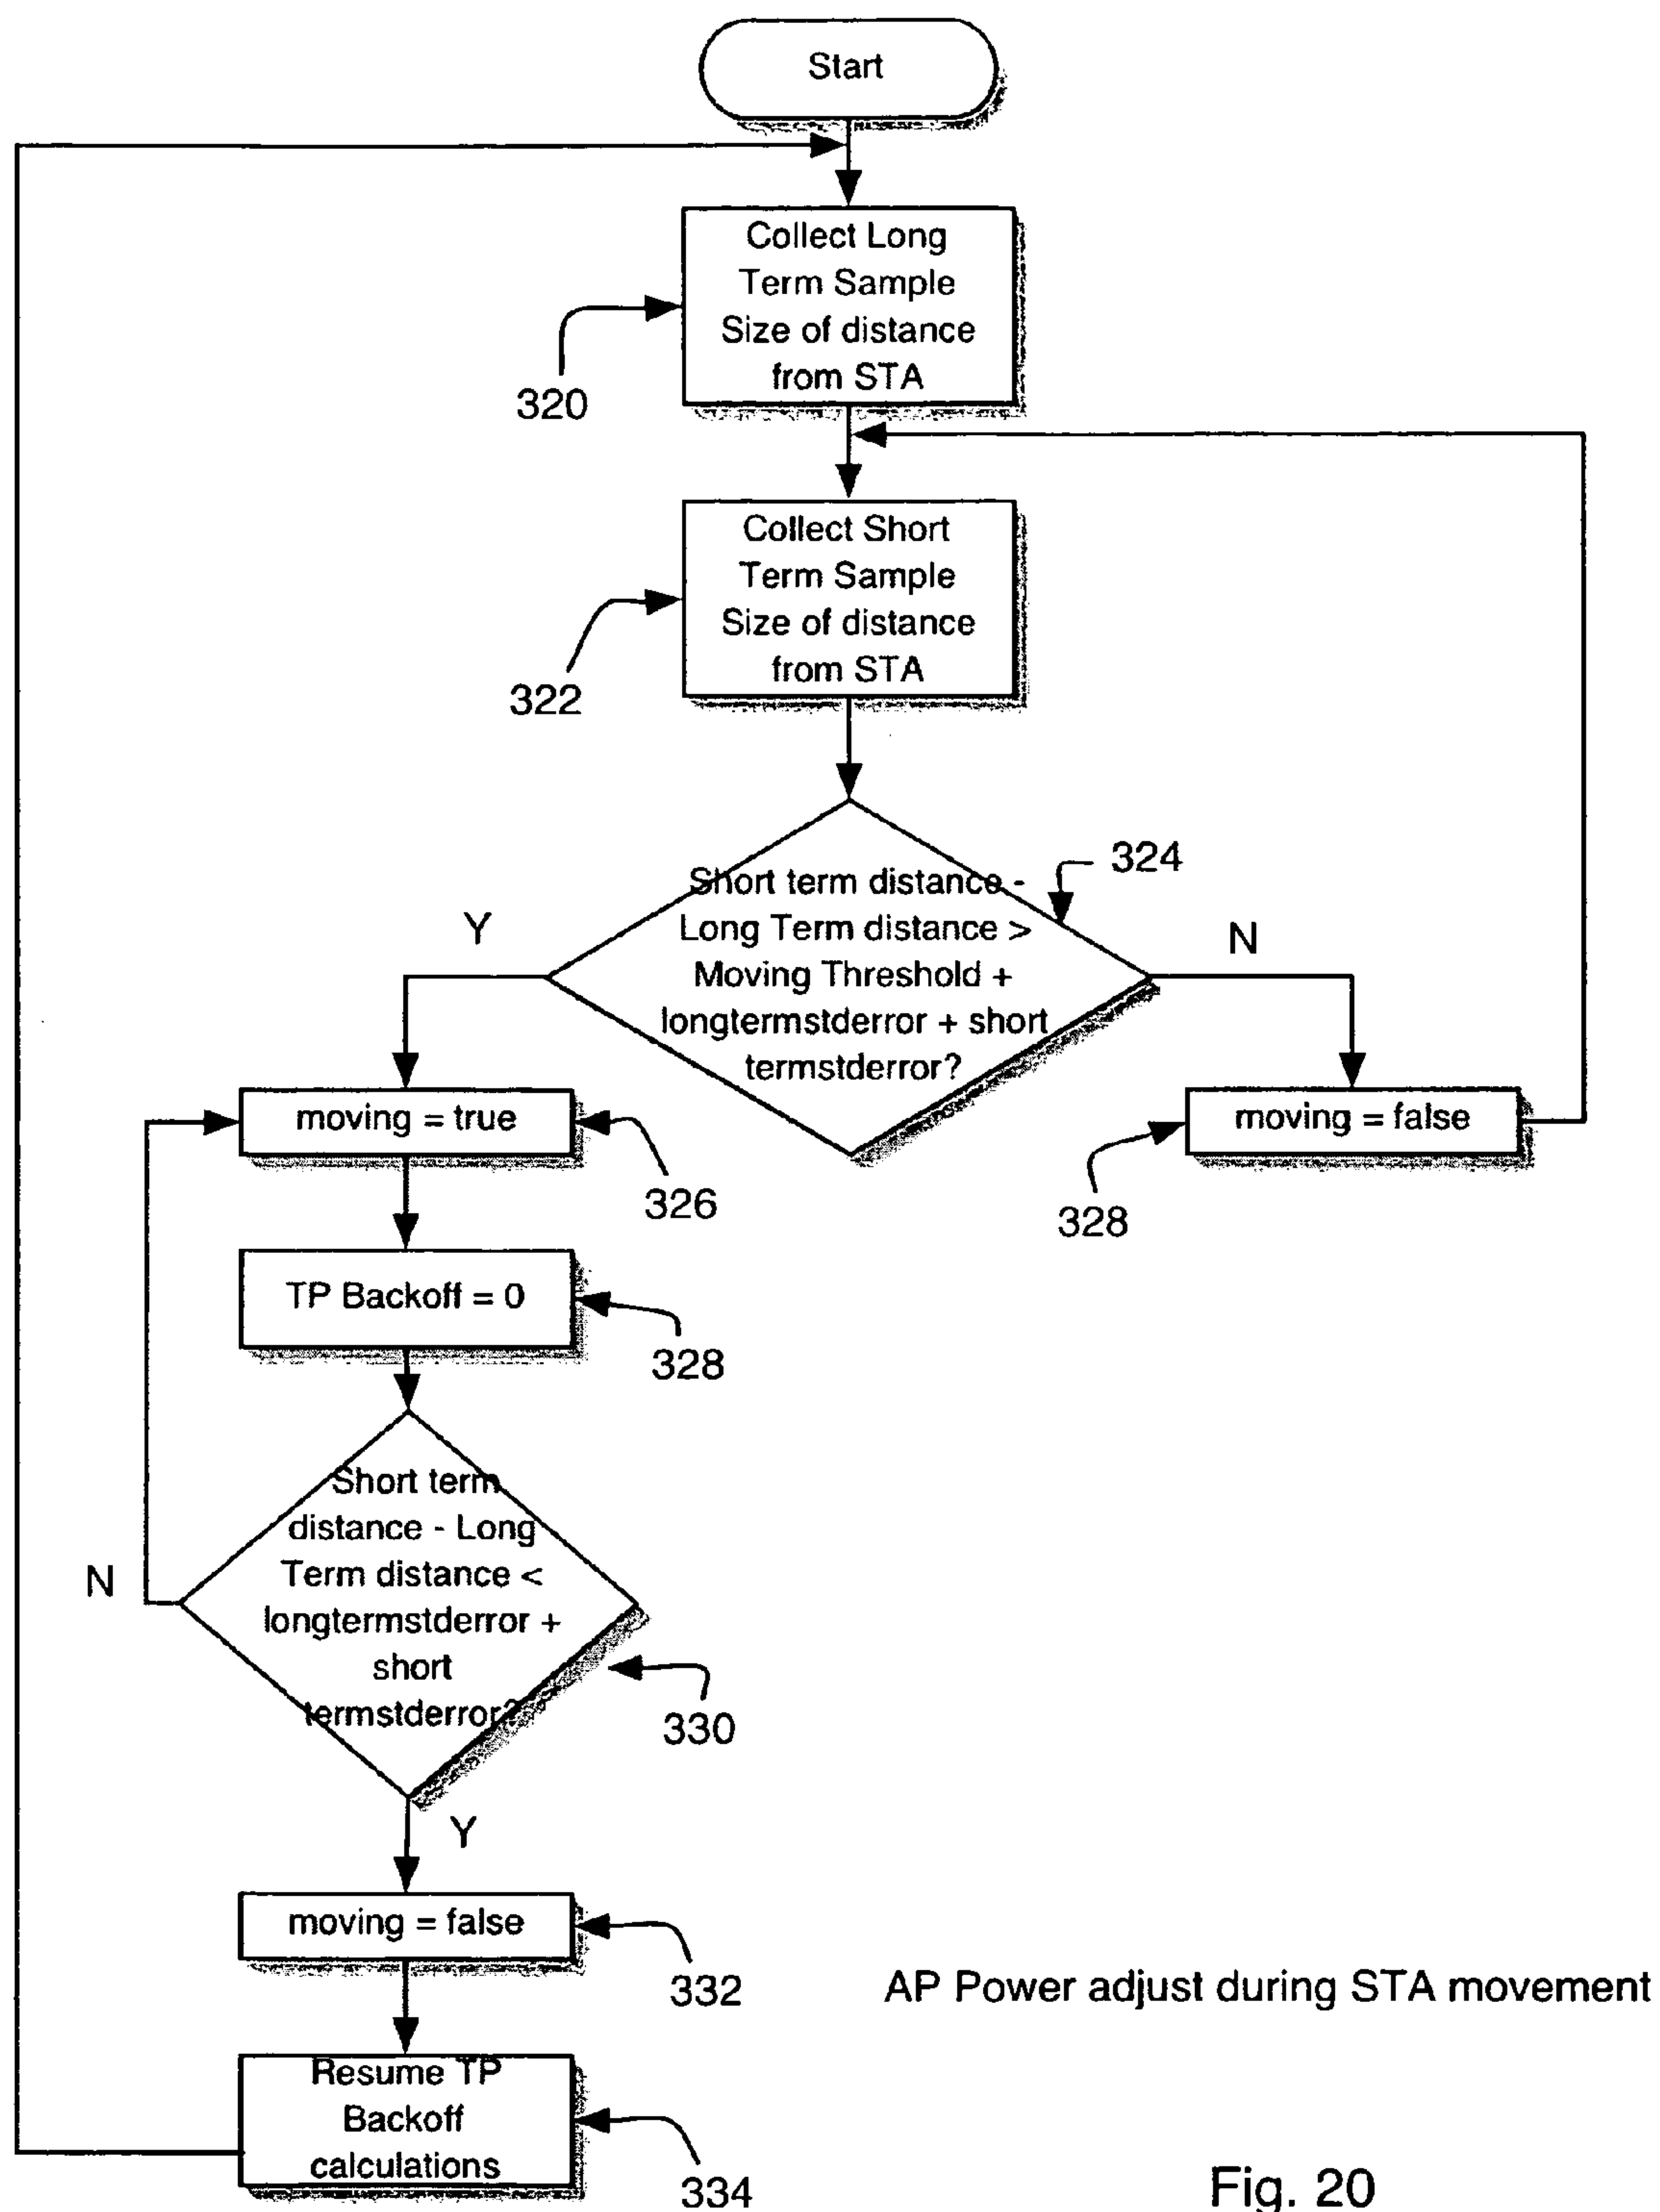 Start
Collect Long
Term Sample
Size of distance
from STA
320
Collect Short
Term Sample
Size of distance
from STA
322
Short term distance -
Long Term distance >
Moving Threshold +
longtermstderror + short
termstderror?
324
Y
N
moving = true
326
moving = false
328
TP Backoff = 0
328
Short term
distance - Long
Term distance <
longtermstderror +
short
termstderror?
330
N
Y
moving = false
332
AP Power adjust during STA movement
Resume TP
Backoff
calculations
334
Fig. 20